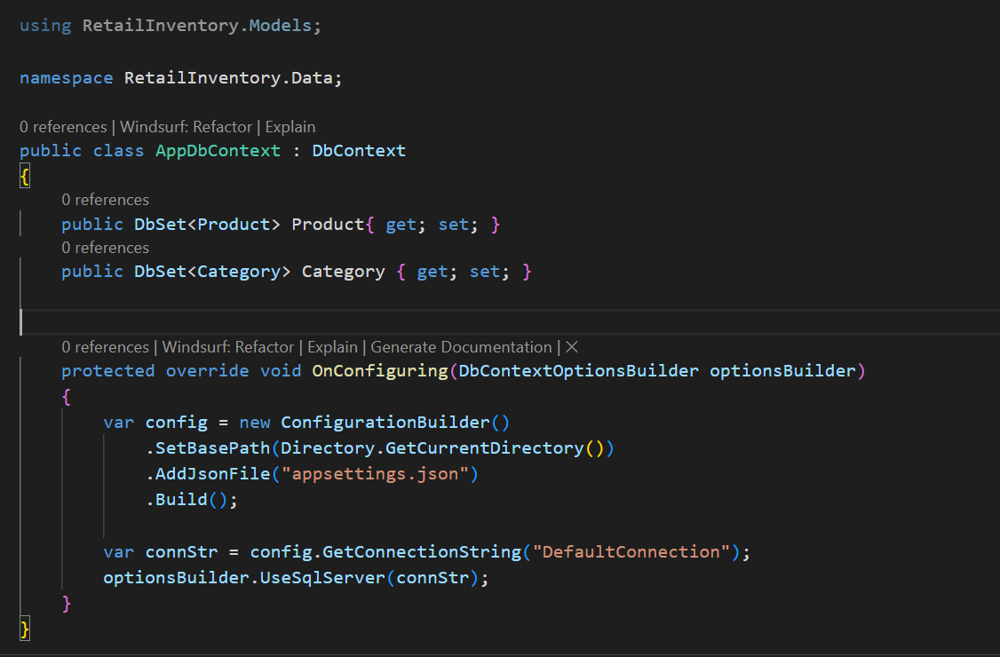 using RetailInventory.Models;
namespace RetailInventory.Data;
0 references | Windsurf: Refactor | Explain
public class AppDbContext : DbContext
{
0 references
public DbSet<Product> Product{ get; set; }
0 references
public DbSet<Category> Category { get; set; }
0 references | Windsurf: Refactor | Explain | Generate Documentation | ×
protected override void OnConfiguring(DbContextOptionsBuilder optionsBuilder)
{
var config = new ConfigurationBuilder()
.SetBasePath(Directory.GetCurrentDirectory())
.AddJsonFile("appsettings.json")
.Build();
var connStr = config.GetConnectionString("DefaultConnection");
optionsBuilder.UseSqlServer(connStr);
}
}